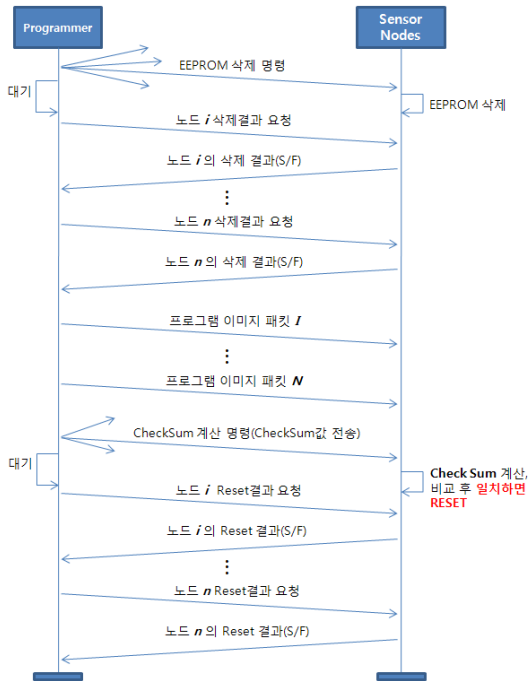 Programmer
Sensor
Nodes
EEPROM 삭제 명령
대기
EEPROM 삭제
노드 i 삭제결과 요청
노드 i 의 삭제 결과(S/F)
노드 n 삭제결과 요청
노드 n 의 삭제 결과(S/F)
프로그램 이미지 패킷 I
프로그램 이미지 패킷 N
CheckSum 계산 명령(CheckSum값 전송)
대기
Check Sum 계산,
비교 후 일치하면
RESET
노드 i Reset결과 요청
노드 i 의 Reset 결과(S/F)
노드 n Reset결과 요청
노드 n 의 Reset 결과(S/F)